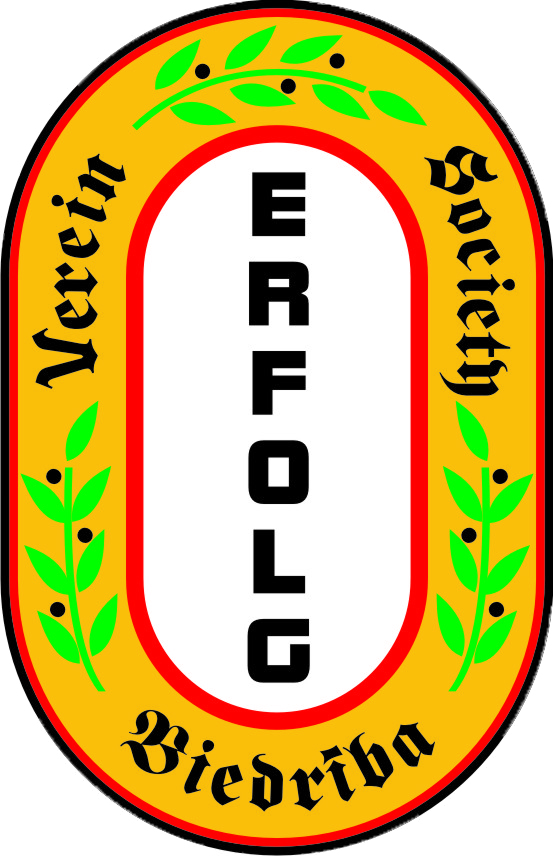 Verein
Society
ERFOLG
Biedrība